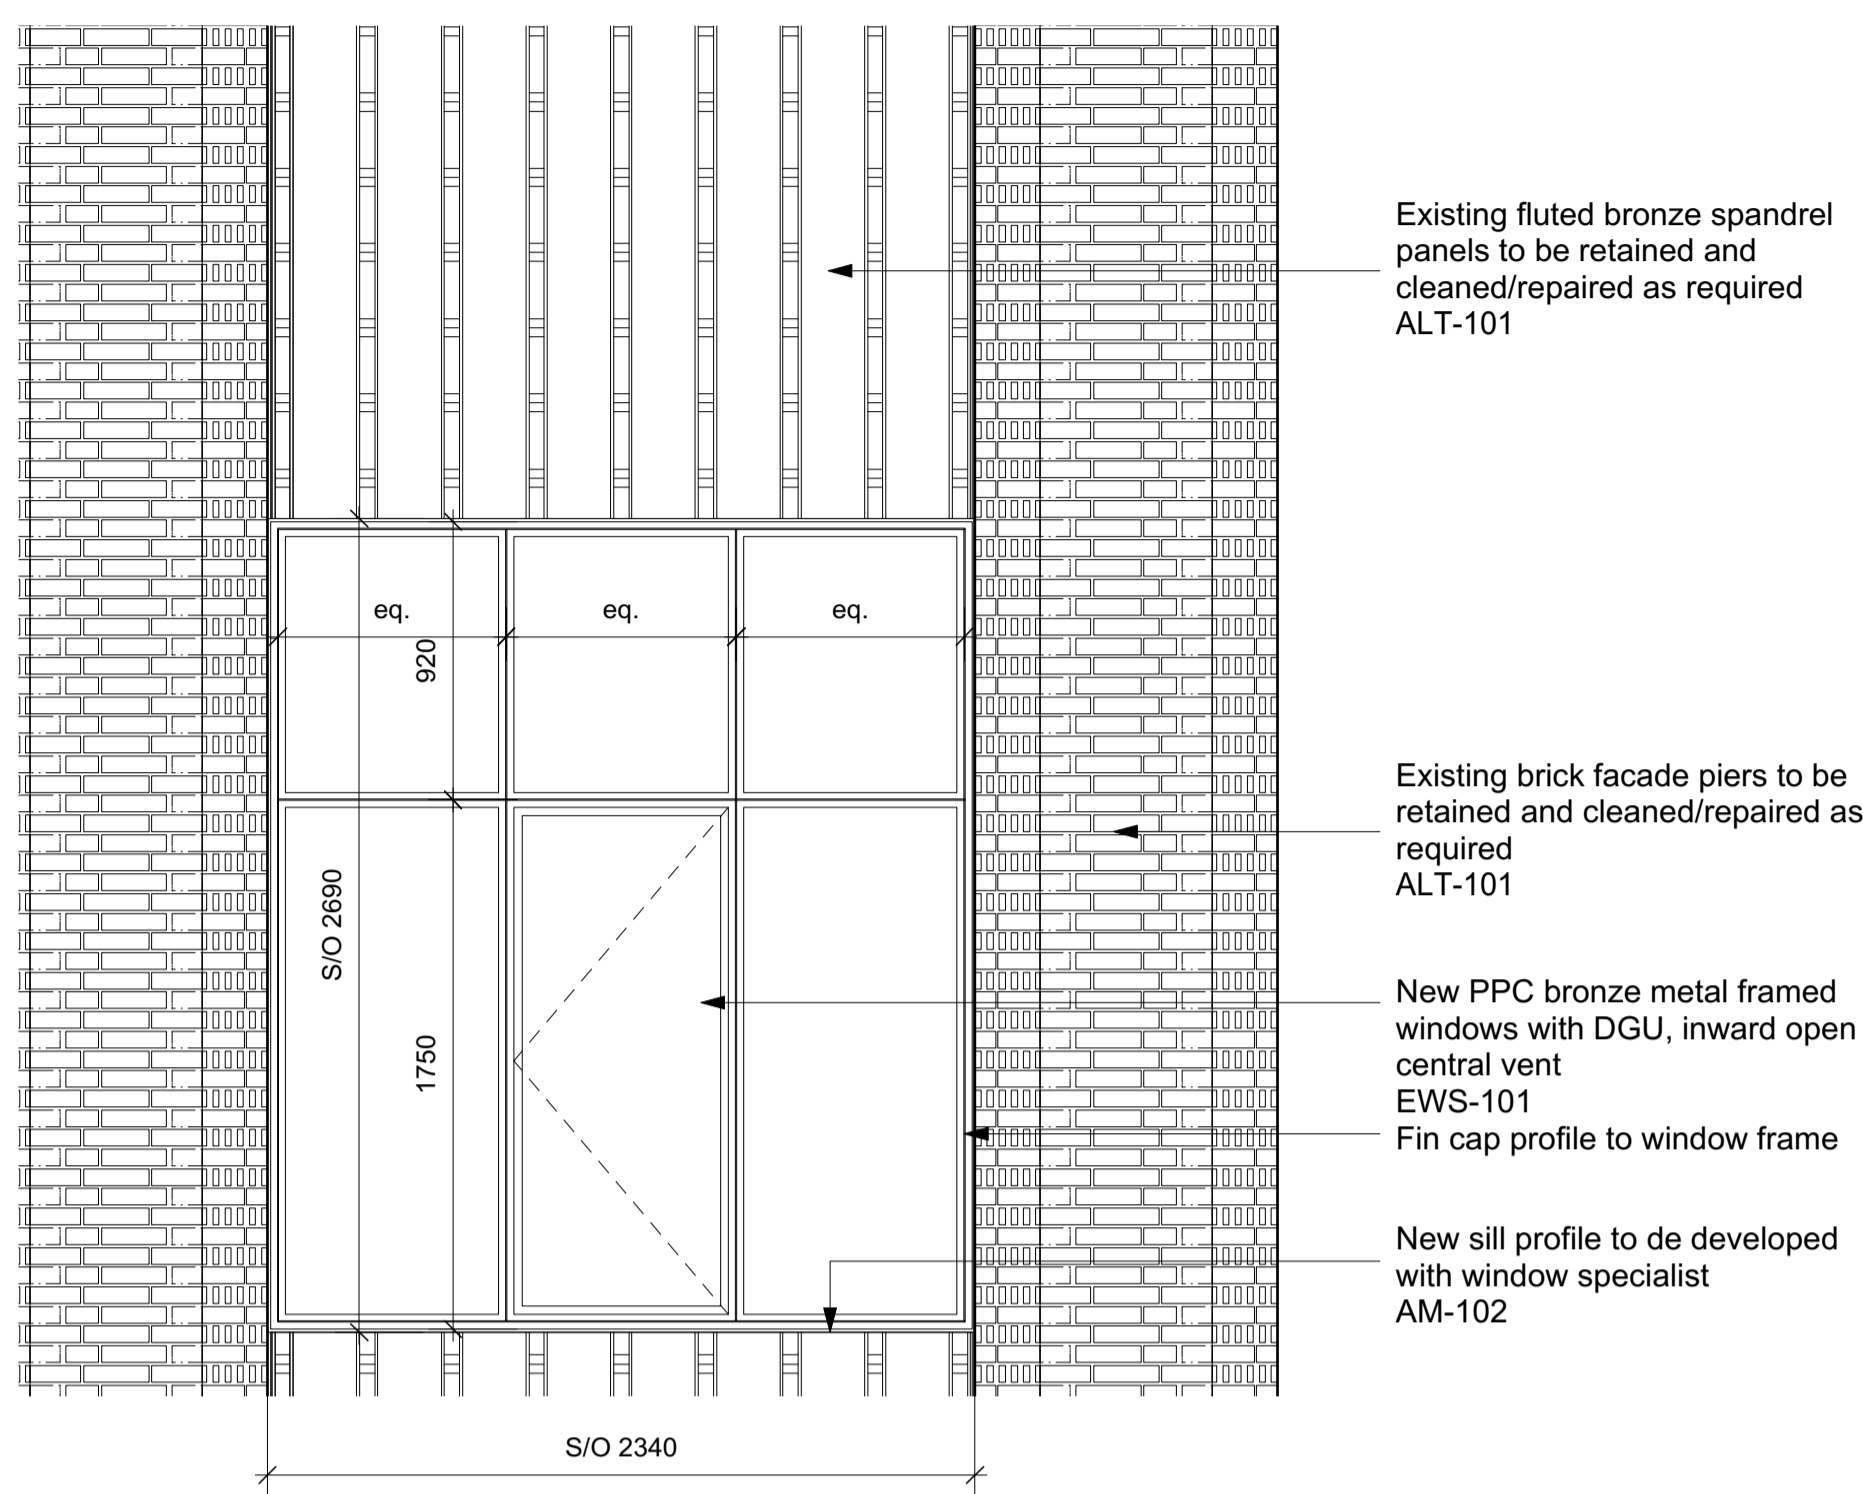 Existing fluted bronze spandrel
panels to be retained and
cleaned/repaired as required
ALT-101
eq.
eq.
eq.
920
Existing brick facade piers to be
retained and cleaned/repaired as
required
ALT-101
S/O 2690
1750
New PPC bronze metal framed
windows with DGU, inward open
central vent
EWS-101
Fin cap profile to window frame
New sill profile to de developed
with window specialist
AM-102
S/O 2340